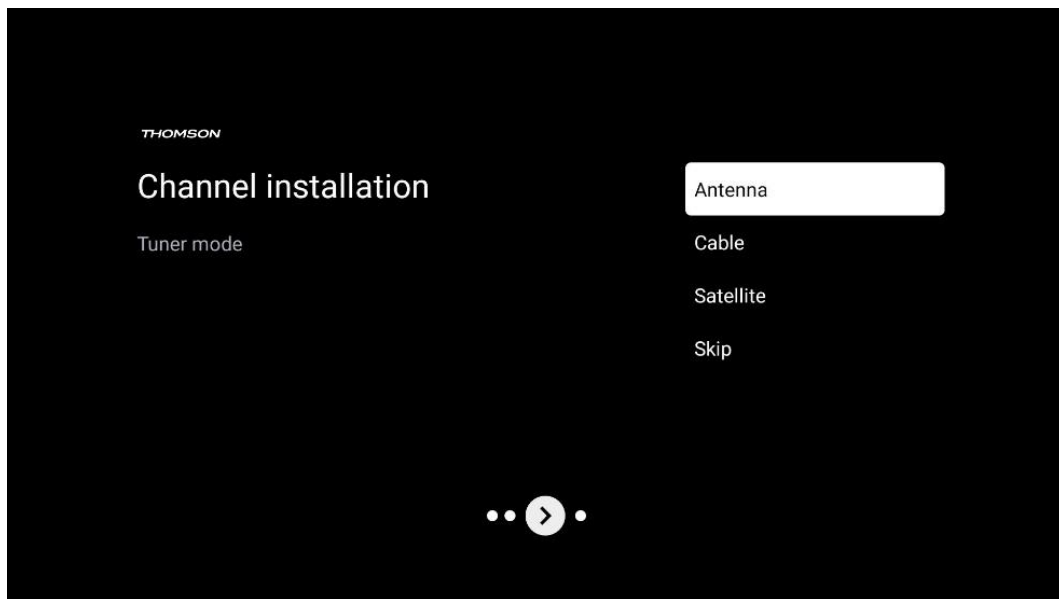 THOMSON
Channel installation
Tuner mode
Antenna
Cable
Satellite
Skip